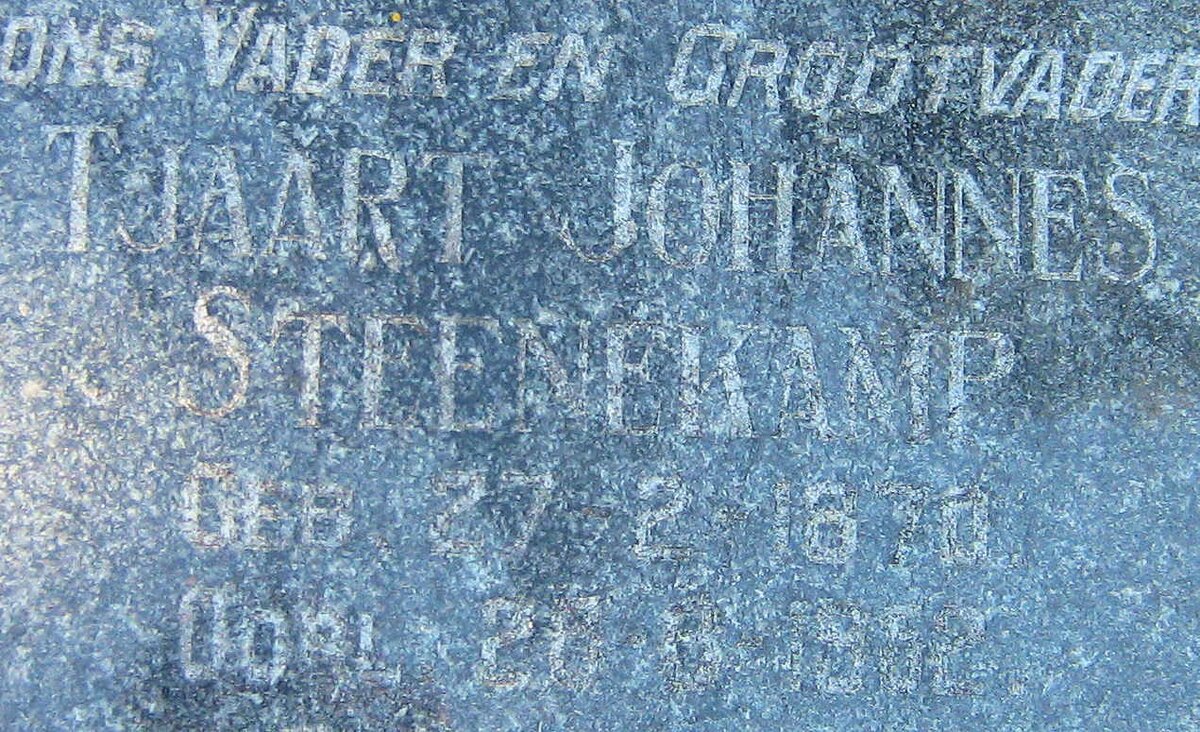 ONS VADER EN GROOTVADER
TJAART JOHANNES
STEENEKAMP
GEB. 27-2-1870
OORL.